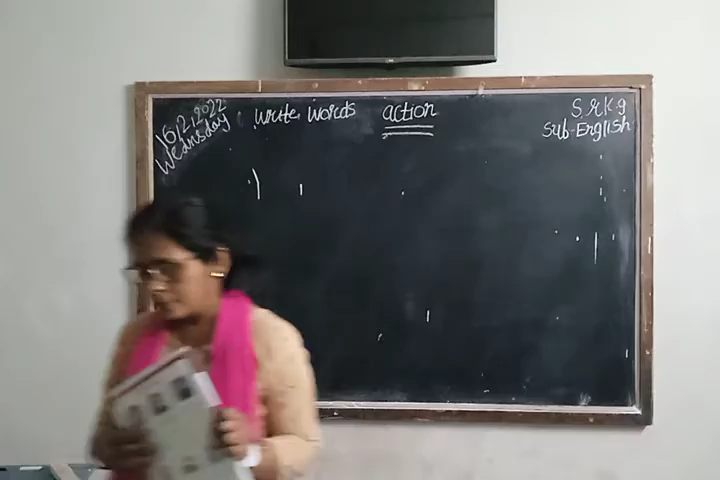 16.2.2022
Wednsday
write words action
S.r.K.g
Sub-English